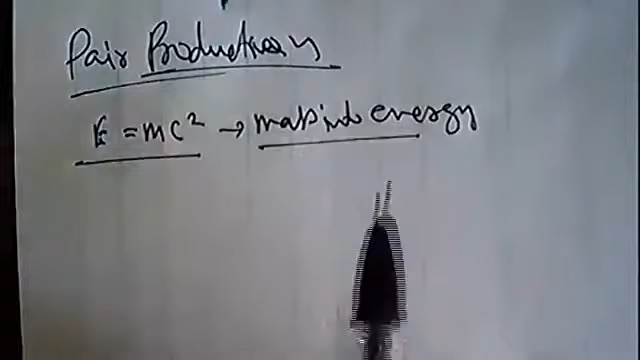 Pair Production
E = mc² → mass into energy